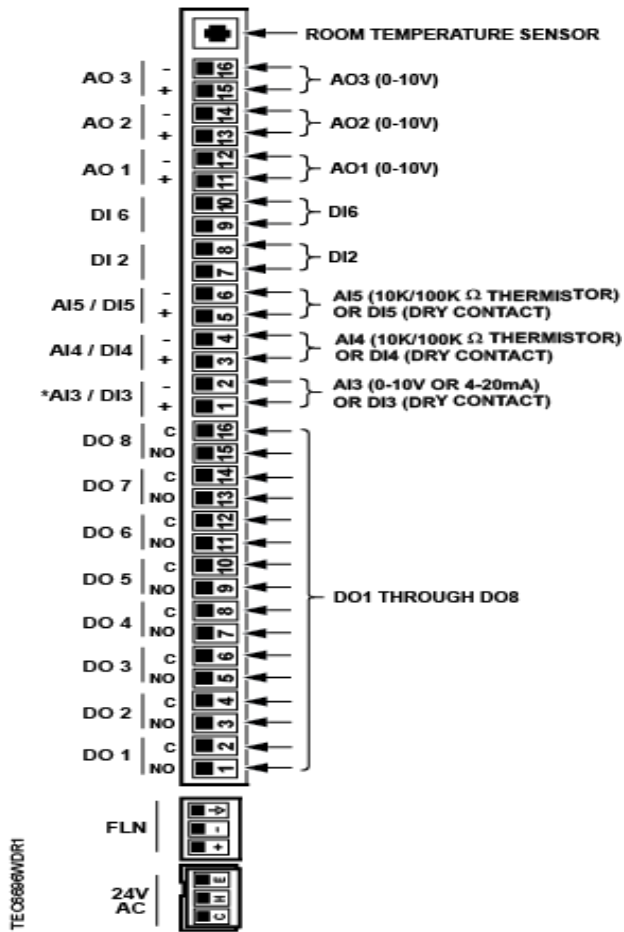 ROOM TEMPERATURE SENSOR
AO 3 - 16 AO3 (0-10V)
+ 15
AO 2 - 14 AO2 (0-10V)
+ 13
AO 1 - 12 AO1 (0-10V)
+ 11
DI 6 10 DI6
9
DI 2 8 DI2
7
AI5 / DI5 - 6 AI5 (10K/100K Ω THERMISTOR)
+ 5 OR DI5 (DRY CONTACT)
AI4 / DI4 - 4 AI4 (10K/100K Ω THERMISTOR)
+ 3 OR DI4 (DRY CONTACT)
*AI3 / DI3 - 2 AI3 (0-10V OR 4-20mA)
+ 1 OR DI3 (DRY CONTACT)
DO 8 C 16
NO 15
DO 7 C 14
NO 13
DO 6 C 12
NO 11
DO 5 C 10
NO 9
DO1 THROUGH DO8
DO 4 C 8
NO 7
DO 3 C 6
NO 5
DO 2 C 4
NO 3
DO 1 C 2
NO 1
FLN
-
+
24V
AC
E
H
C
TEC6696WDR1